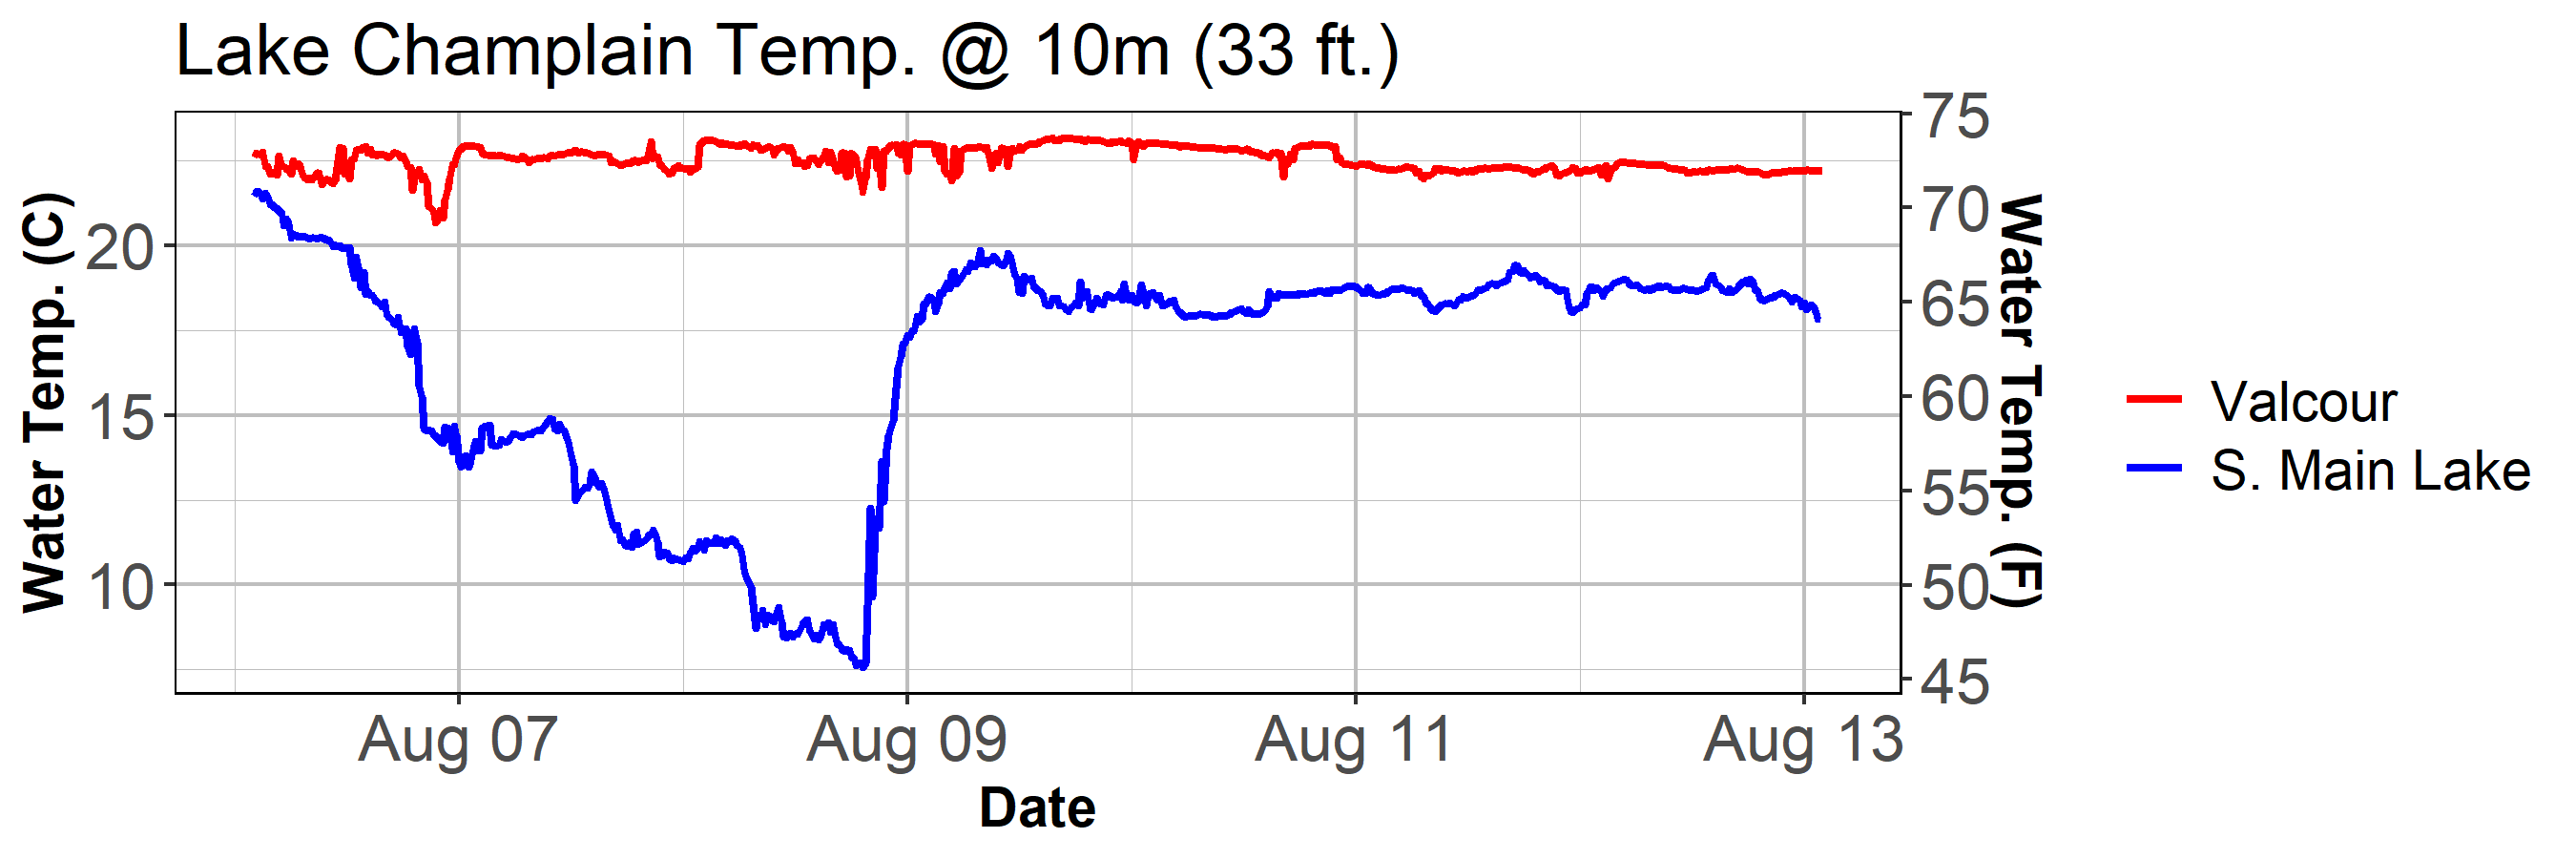 Lake Champlain Temp. @ 10m (33 ft.)
Water Temp. (C)
20
15
10
75
70
65
60
55
50
45
Water Temp. (F)
Aug 07
Aug 09
Aug 11
Aug 13
Date
Valcour
S. Main Lake